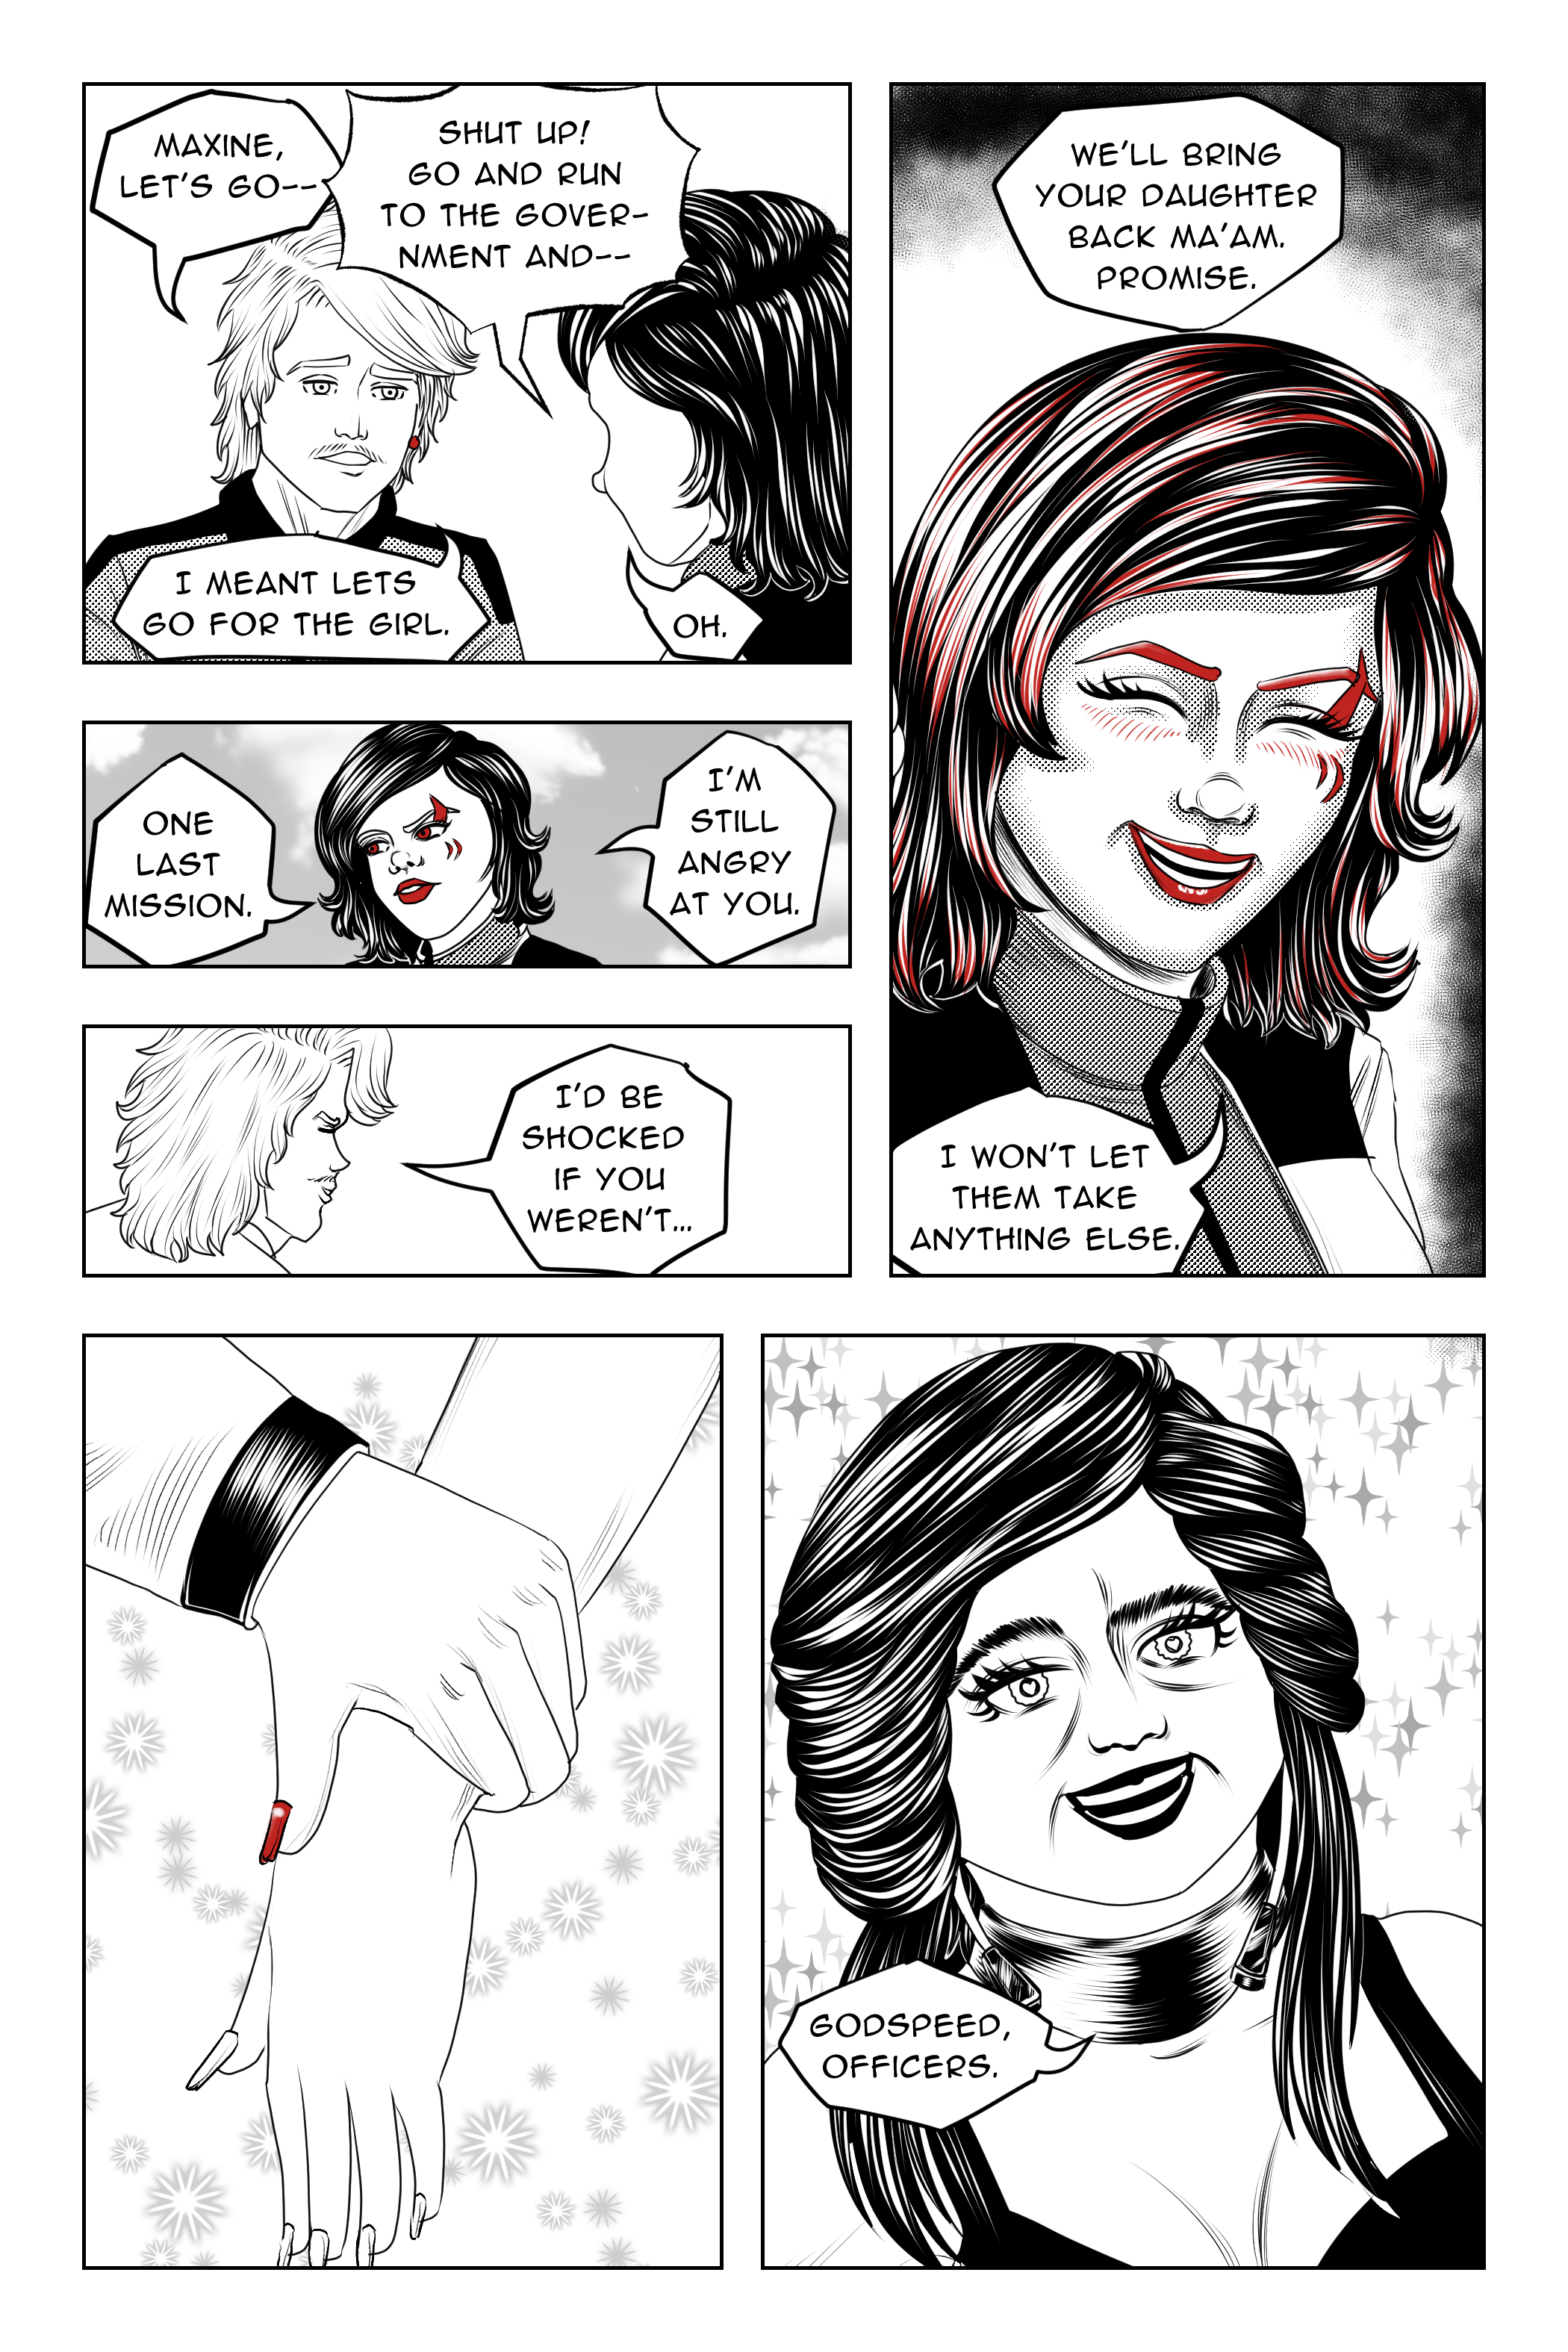 MAXINE,
LET'S GO--
SHUT UP!
GO AND RUN
TO THE GOVER-
NMENT AND--
I MEANT LETS
GO FOR THE GIRL.
OH.
ONE
LAST
MISSION.
I'M
STILL
ANGRY
AT YOU.
I'D BE
SHOCKED
IF YOU
WEREN'T...
WE'LL BRING
YOUR DAUGHTER
BACK MA'AM.
PROMISE.
I WON'T LET
THEM TAKE
ANYTHING ELSE.
GODSPEED,
OFFICERS.